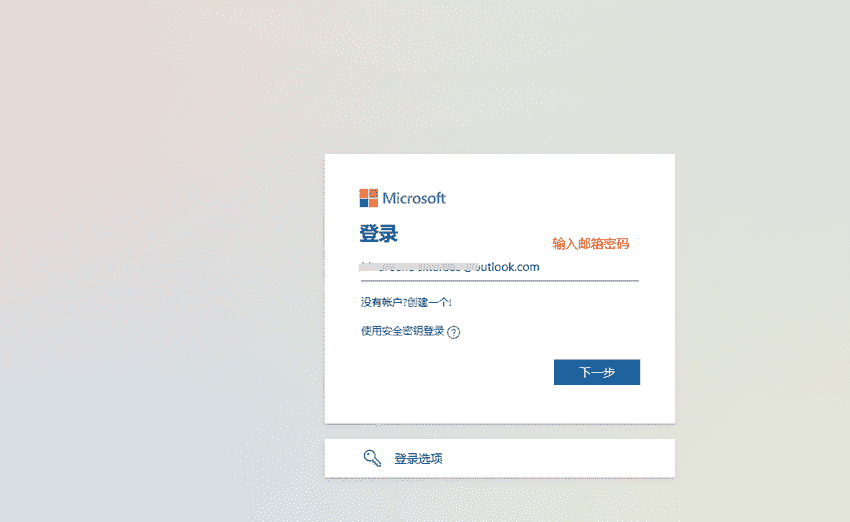 Microsoft
登录
输入邮箱密码
@outlook.com
没有帐户?创建一个!
使用安全密钥登录 ?
下一步
登录选项